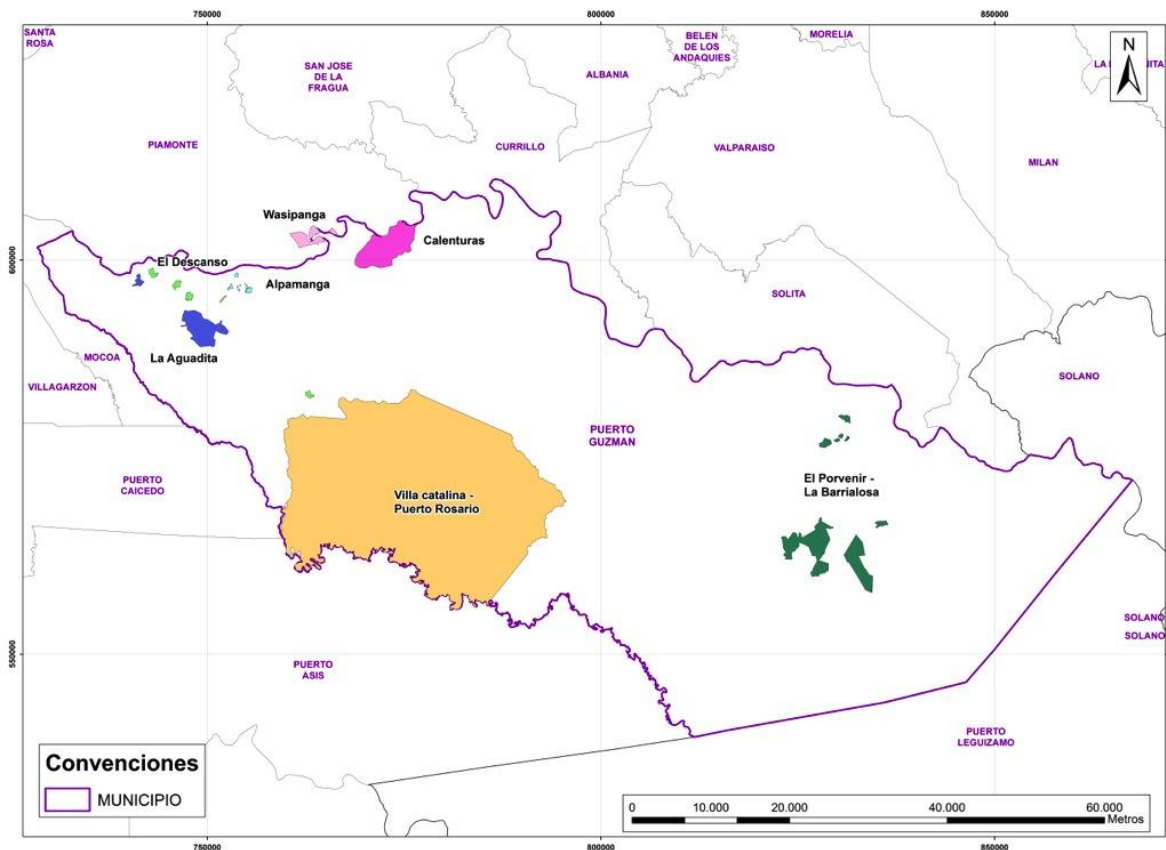 750000
800000
850000
SANTA
ROSA
SAN JOSE
DE LA
FRAGUA
ALBANIA
BELEN
DE LOS
ANDAQUIES
MORELIA
N
PIAMONTE
CURRILLO
VALPARAISO
MILAN
Wasipanga
Calenturas
600000
600000
El Descanso
Alpamanga
SOLITA
La Aguadita
MOCOA
VILLAGARZON
SOLANO
PUERTO
GUZMAN
PUERTO
CAICEDO
Villa catalina -
Puerto Rosario
El Porvenir -
La Barrialosa
SOLANO
SOLANO
550000
550000
PUERTO
ASIS
PUERTO
LEGUIZAMO
Convenciones
MUNICIPIO
0
10.000
20.000
40.000
60.000
Metros
750000
800000
850000